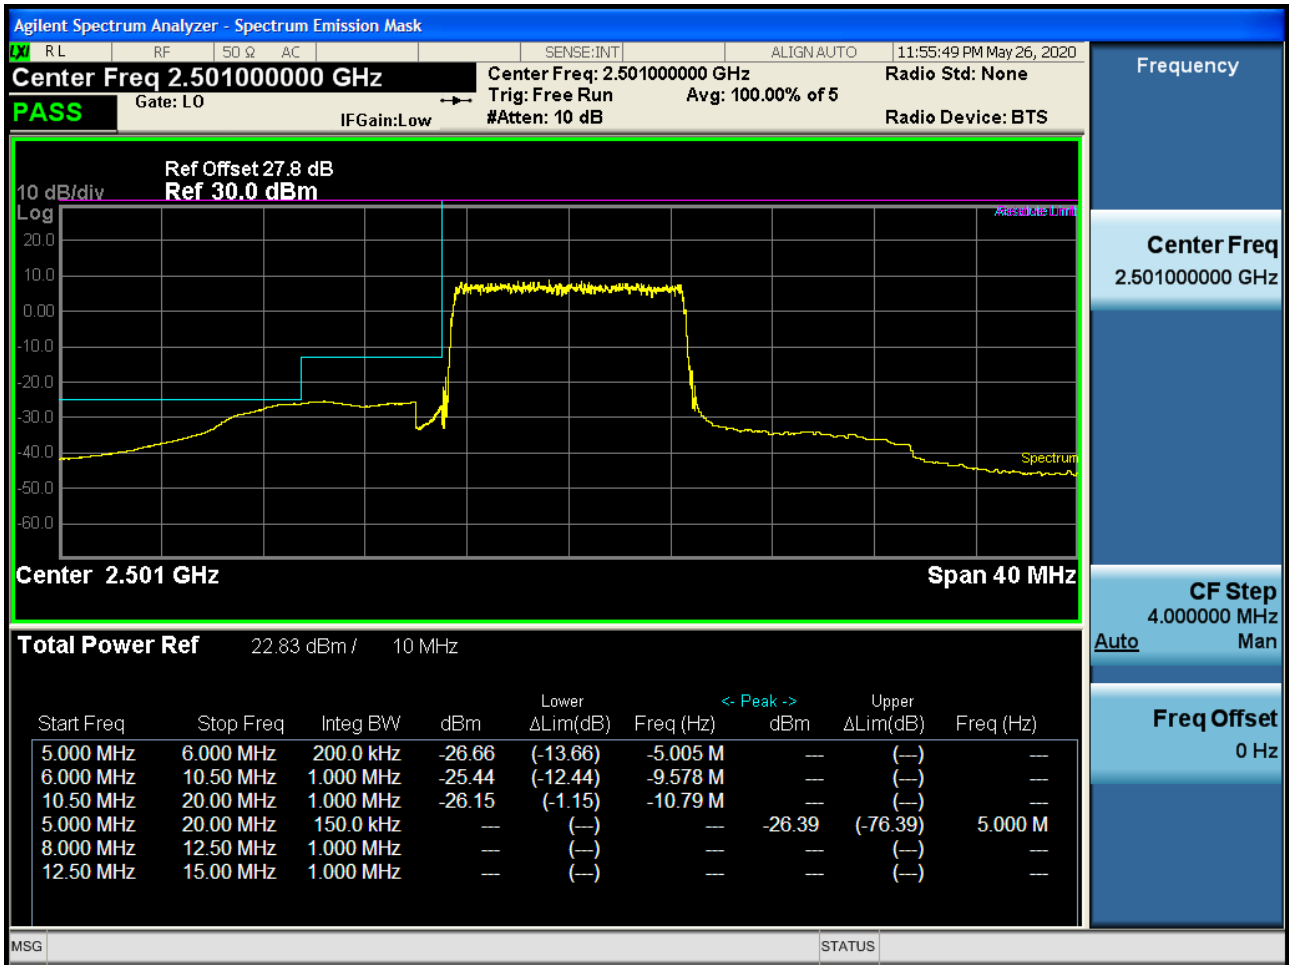 Agilent Spectrum Analyzer - Spectrum Emission Mask
LXI RL RF 50 Ω AC SENSE:INT ALIGN AUTO 11:55:49 PM May 26, 2020
Center Freq 2.501000000 GHz
Center Freq: 2.501000000 GHz
Radio Std: None
Trig: Free Run Avg: 100.00% of 5
PASS
Gate: LO
IFGain:Low
#Atten: 10 dB
Radio Device: BTS
Ref Offset 27.8 dB
10 dB/div Ref 30.0 dBm
Log
Absolute Limit
20.0
10.0
0.00
-10.0
-20.0
-30.0
-40.0
Spectrum
-50.0
-60.0
Center 2.501 GHz Span 40 MHz
Total Power Ref 22.83 dBm / 10 MHz
Lower <- Peak -> Upper
Start Freq Stop Freq Integ BW dBm ΔLim(dB) Freq (Hz) dBm ΔLim(dB) Freq (Hz)
5.000 MHz 6.000 MHz 200.0 kHz -26.66 (-13.66) -5.005 M --- (---) ---
6.000 MHz 10.50 MHz 1.000 MHz -25.44 (-12.44) -9.578 M --- (---) ---
10.50 MHz 20.00 MHz 1.000 MHz -26.15 (-1.15) -10.79 M --- (---) ---
5.000 MHz 20.00 MHz 150.0 kHz --- (---) --- -26.39 (-76.39) 5.000 M
8.000 MHz 12.50 MHz 1.000 MHz --- (---) --- --- (---) ---
12.50 MHz 15.00 MHz 1.000 MHz --- (---) --- --- (---) ---
Frequency
Center Freq
2.501000000 GHz
CF Step
4.000000 MHz
Auto Man
Freq Offset
0 Hz
MSG STATUS